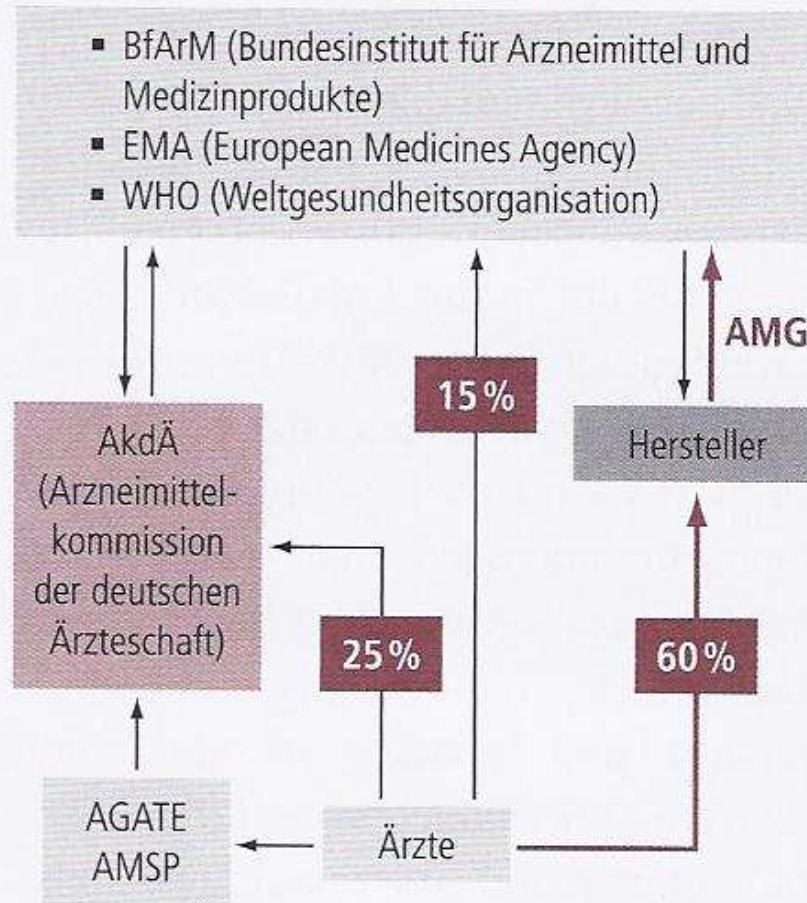 ▪ BfArM (Bundesinstitut für Arzneimittel und
Medizinprodukte)
▪ EMA (European Medicines Agency)
▪ WHO (Weltgesundheitsorganisation)
AMG
15 %
Hersteller
AkdÄ
(Arzneimittel-
kommission
der deutschen
Ärzteschaft)
25 %
60 %
AGATE
AMSP
Ärzte